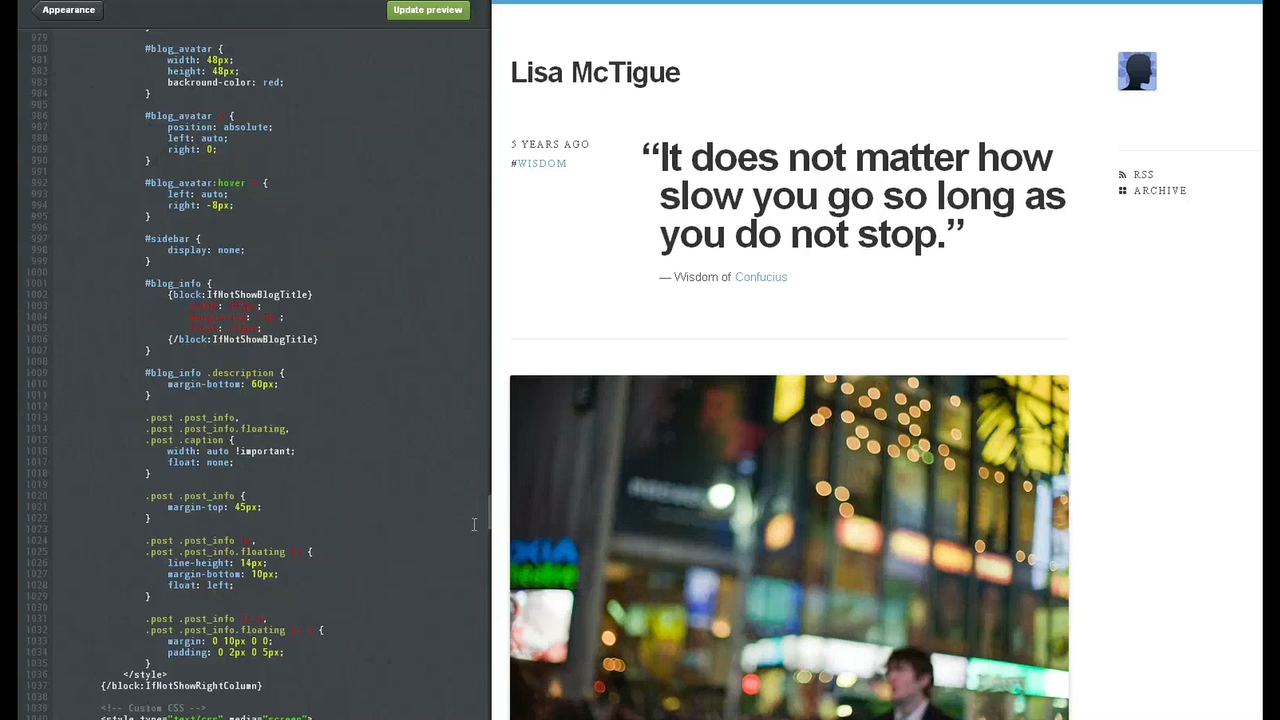 Appearance
Update preview
979
980 #blog_avatar {
981 width: 48px;
982 height: 48px;
983 backround-color: red;
984 }
985
986 #blog_avatar {
987 position: absolute;
988 left: auto;
989 right: 0;
990 }
991
992 #blog_avatar:hover {
993 left: auto;
994 right -8px;
995 }
996
997 #sidebar {
998 display: none;
999 }
1000
1001 #blog_info {
1002 {block:IfNotShowBlogTitle}
1003
1004
1005
1006 {/block:IfNotShowBlogTitle}
1007 }
1008
1009 #blog_info .description {
1010 margin-bottom: 60px;
1011 }
1012
1013 .post .post_info,
1014 .post .post_info.floating,
1015 .post .caption {
1016 width: auto !important;
1017 float: none;
1018 }
1019
1020 .post .post_info {
1021 margin-top: 45px;
1022 }
1023
1024 .post .post_info
1025 .post .post_info.floating {
1026 line-height: 14px;
1027 margin-bottom: 10px;
1028 float: left;
1029 }
1030
1031 .post .post_info
1032 .post .post_info.floating {
1033 margin: 0 10px 0 0;
1034 padding: 0 2px 0 5px;
1035 }
1036 </style>
1037 {/block:IfNotShowRightColumn}
1038
1039 <!-- Custom CSS -->
<style type="text/css" media="screen">
Lisa McTigue
5 YEARS AGO
#WISDOM
“It does not matter how
slow you go so long as
you do not stop.”
— Wisdom of Confucius
RSS
ARCHIVE